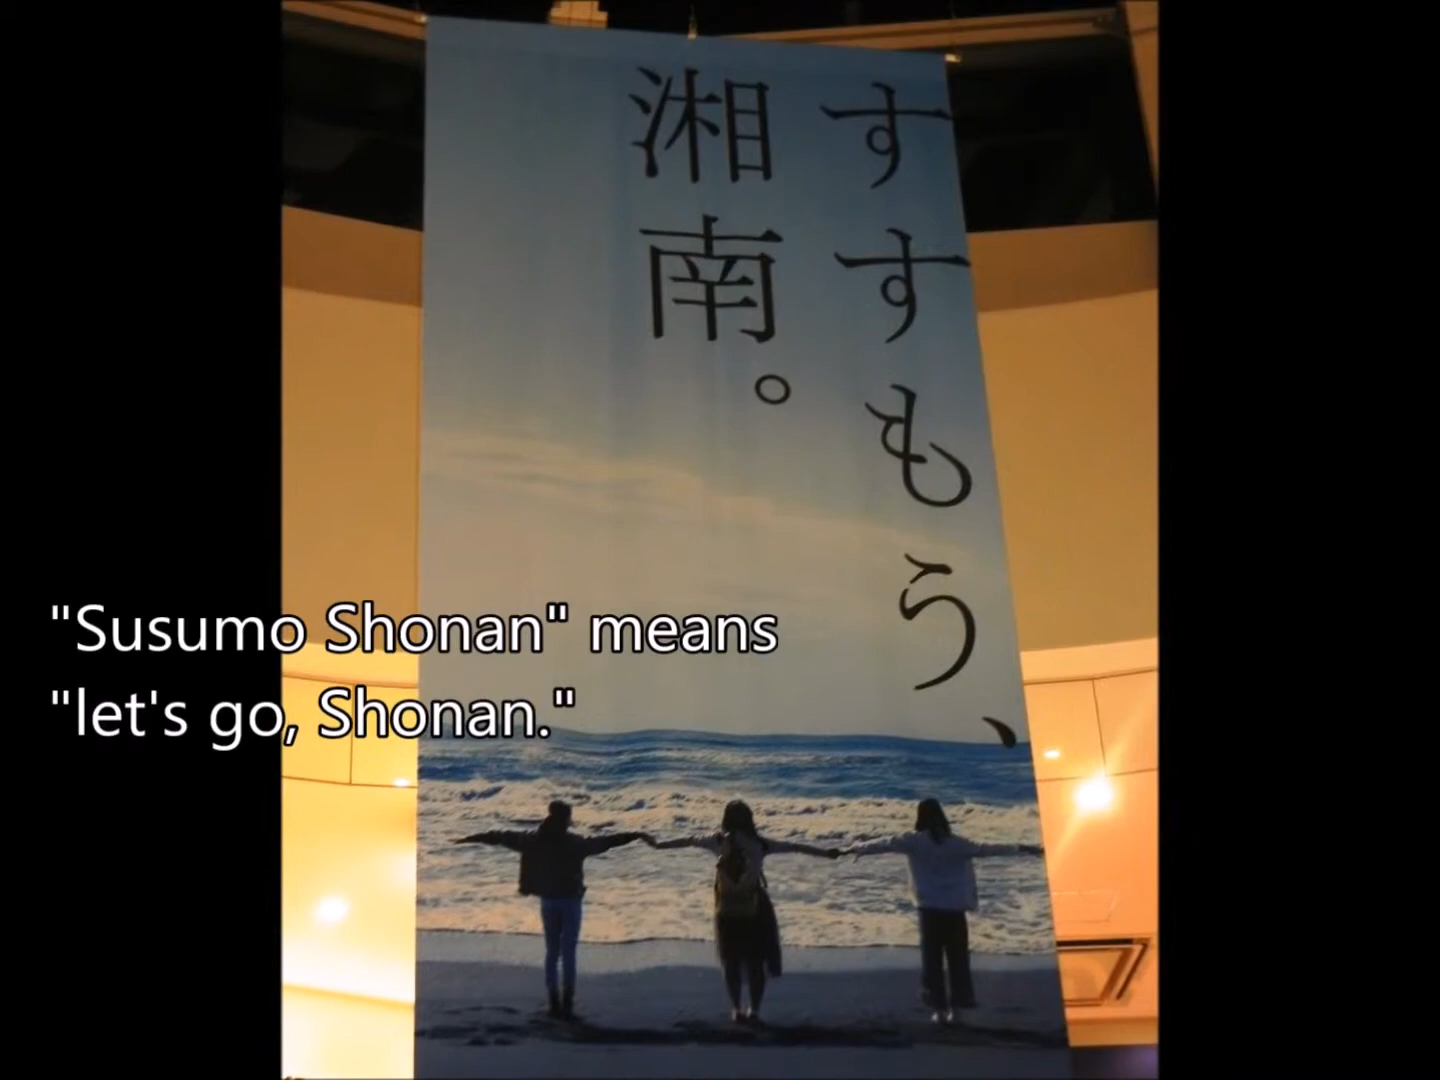 すすもう、
湘南。
"Susumo Shonan" means
"let's go, Shonan."